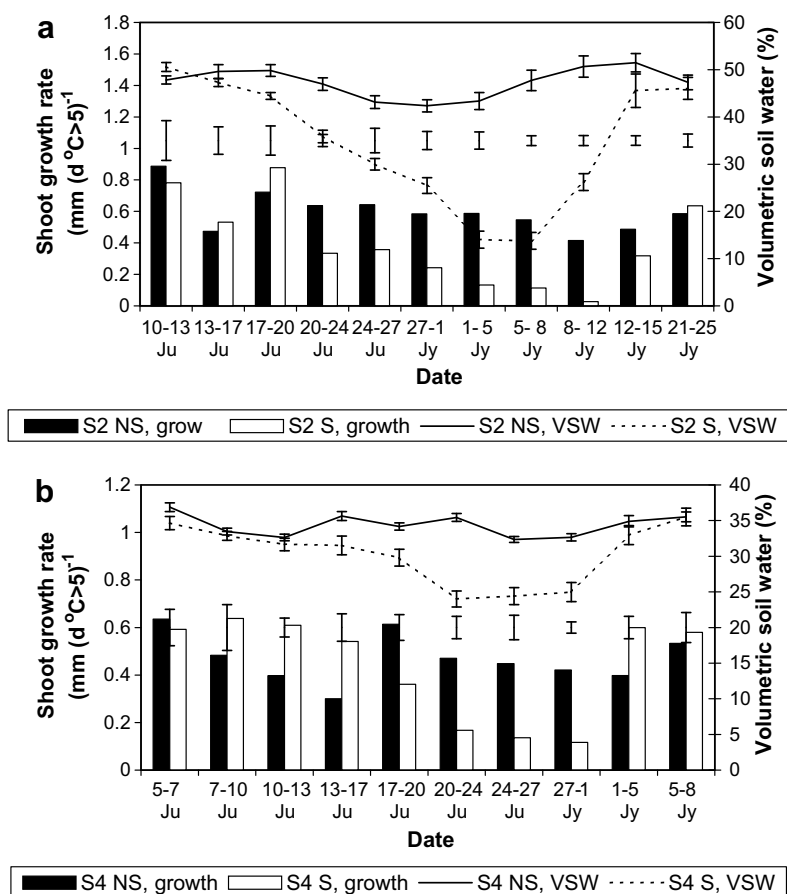 a
1.8
1.6
1.4
1.2
1
0.8
0.6
0.4
0.2
0
Shoot growth rate
(mm (d °C>5)-1
60
50
40
30
20
10
0
Volumetric soil water (%)
10-13 13-17 17-20 20-24 24-27 27-1 1- 5 5- 8 8- 12 12-15 21-25
Ju Ju Ju Ju Ju Jy Jy Jy Jy Jy Jy
Date
S2 NS, grow S2 S, growth S2 NS, VSW S2 S, VSW
b
1.2
1
0.8
0.6
0.4
0.2
0
Shoot growth rate
(mm (d °C>5)-1
40
35
30
25
20
15
10
5
0
Volumetric soil water (%)
5-7 7-10 10-13 13-17 17-20 20-24 24-27 27-1 1-5 5-8
Ju Ju Ju Ju Ju Ju Ju Jy Jy Jy
Date
S4 NS, growth S4 S, growth S4 NS, VSW S4 S, VSW